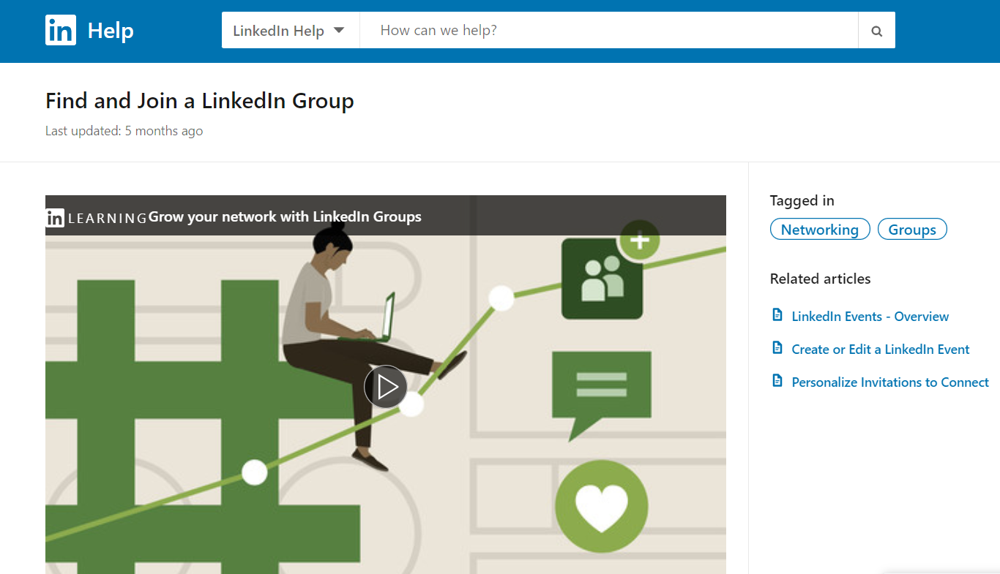 in Help
LinkedIn Help
How can we help?
Find and Join a LinkedIn Group
Last updated: 5 months ago
in LEARNING Grow your network with LinkedIn Groups
Tagged in
Networking
Groups
Related articles
LinkedIn Events - Overview
Create or Edit a LinkedIn Event
Personalize Invitations to Connect